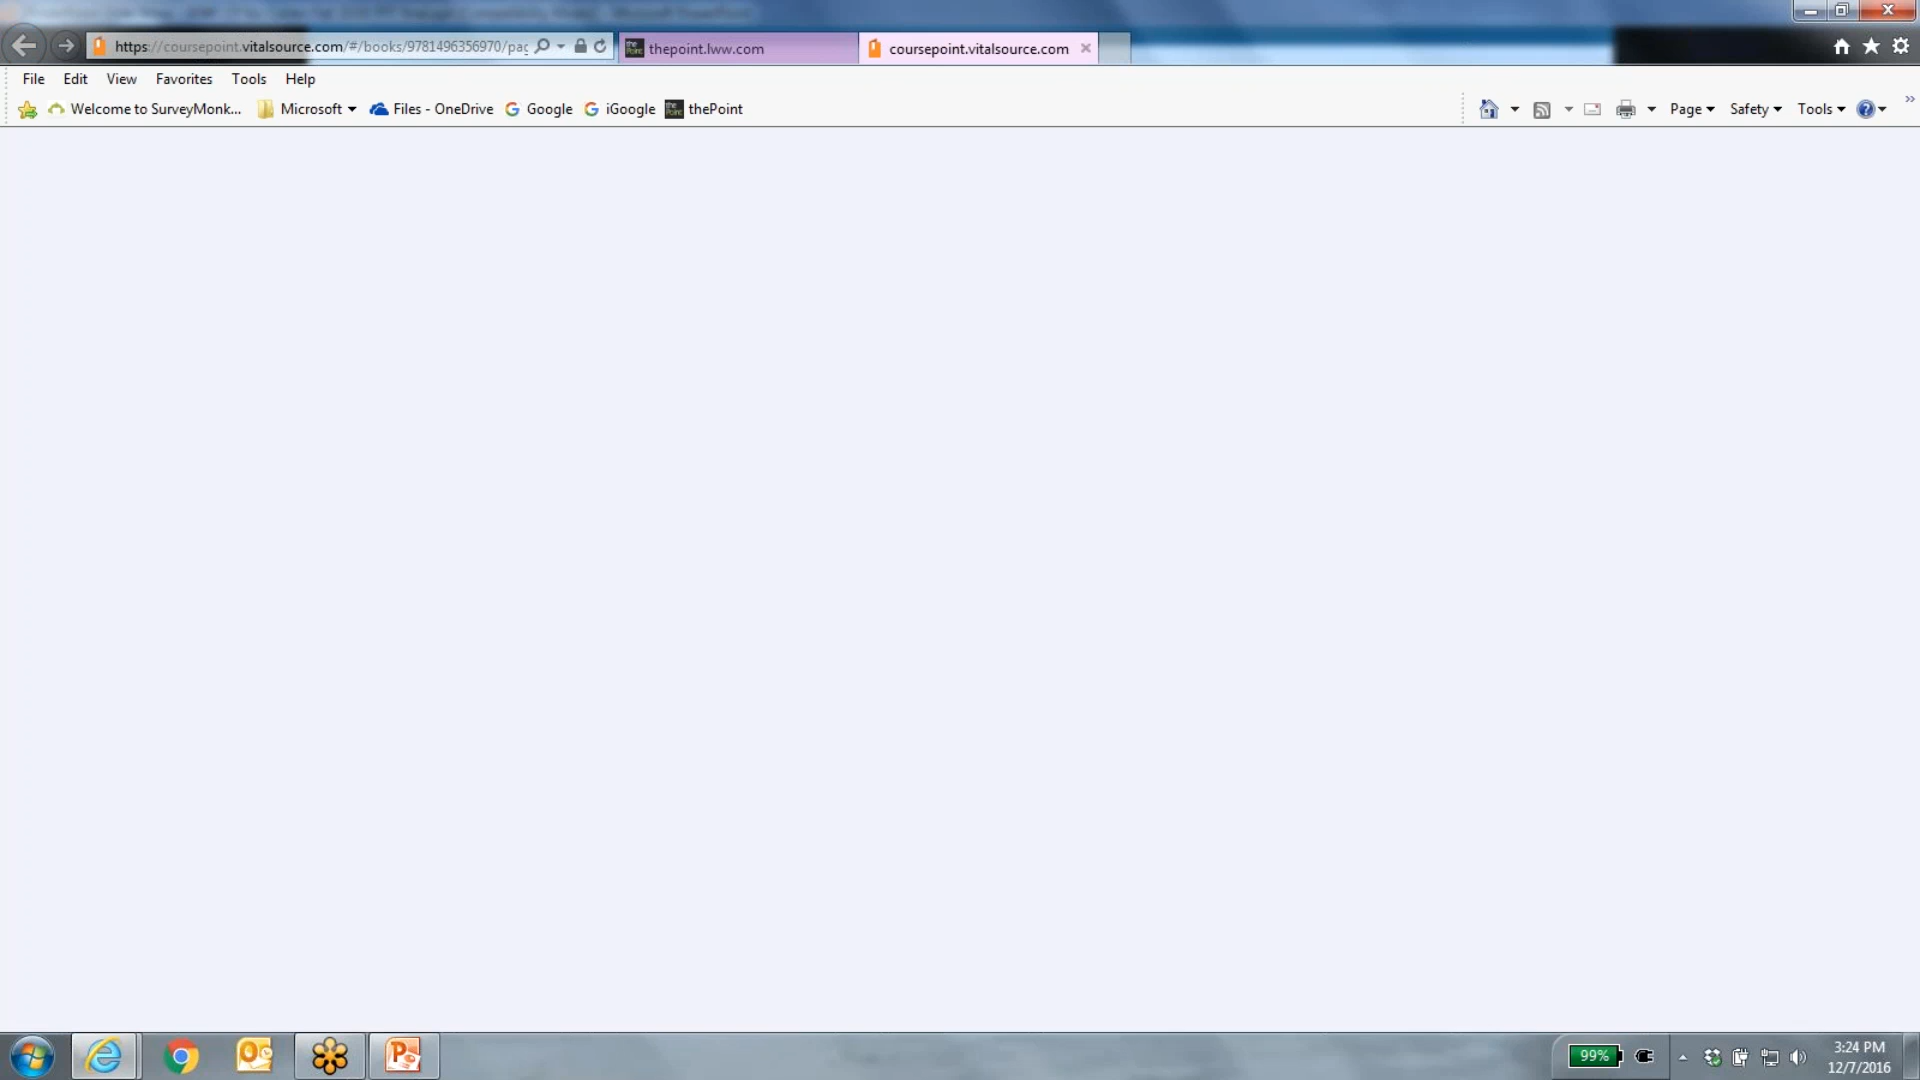 https://coursepoint.vitalsource.com/#/books/9781496356970/pag
thepoint.lww.com
coursepoint.vitalsource.com
File Edit View Favorites Tools Help
Welcome to SurveyMonk... Microsoft Files - OneDrive Google iGoogle thePoint
Page Safety Tools
99%
3:24 PM
12/7/2016